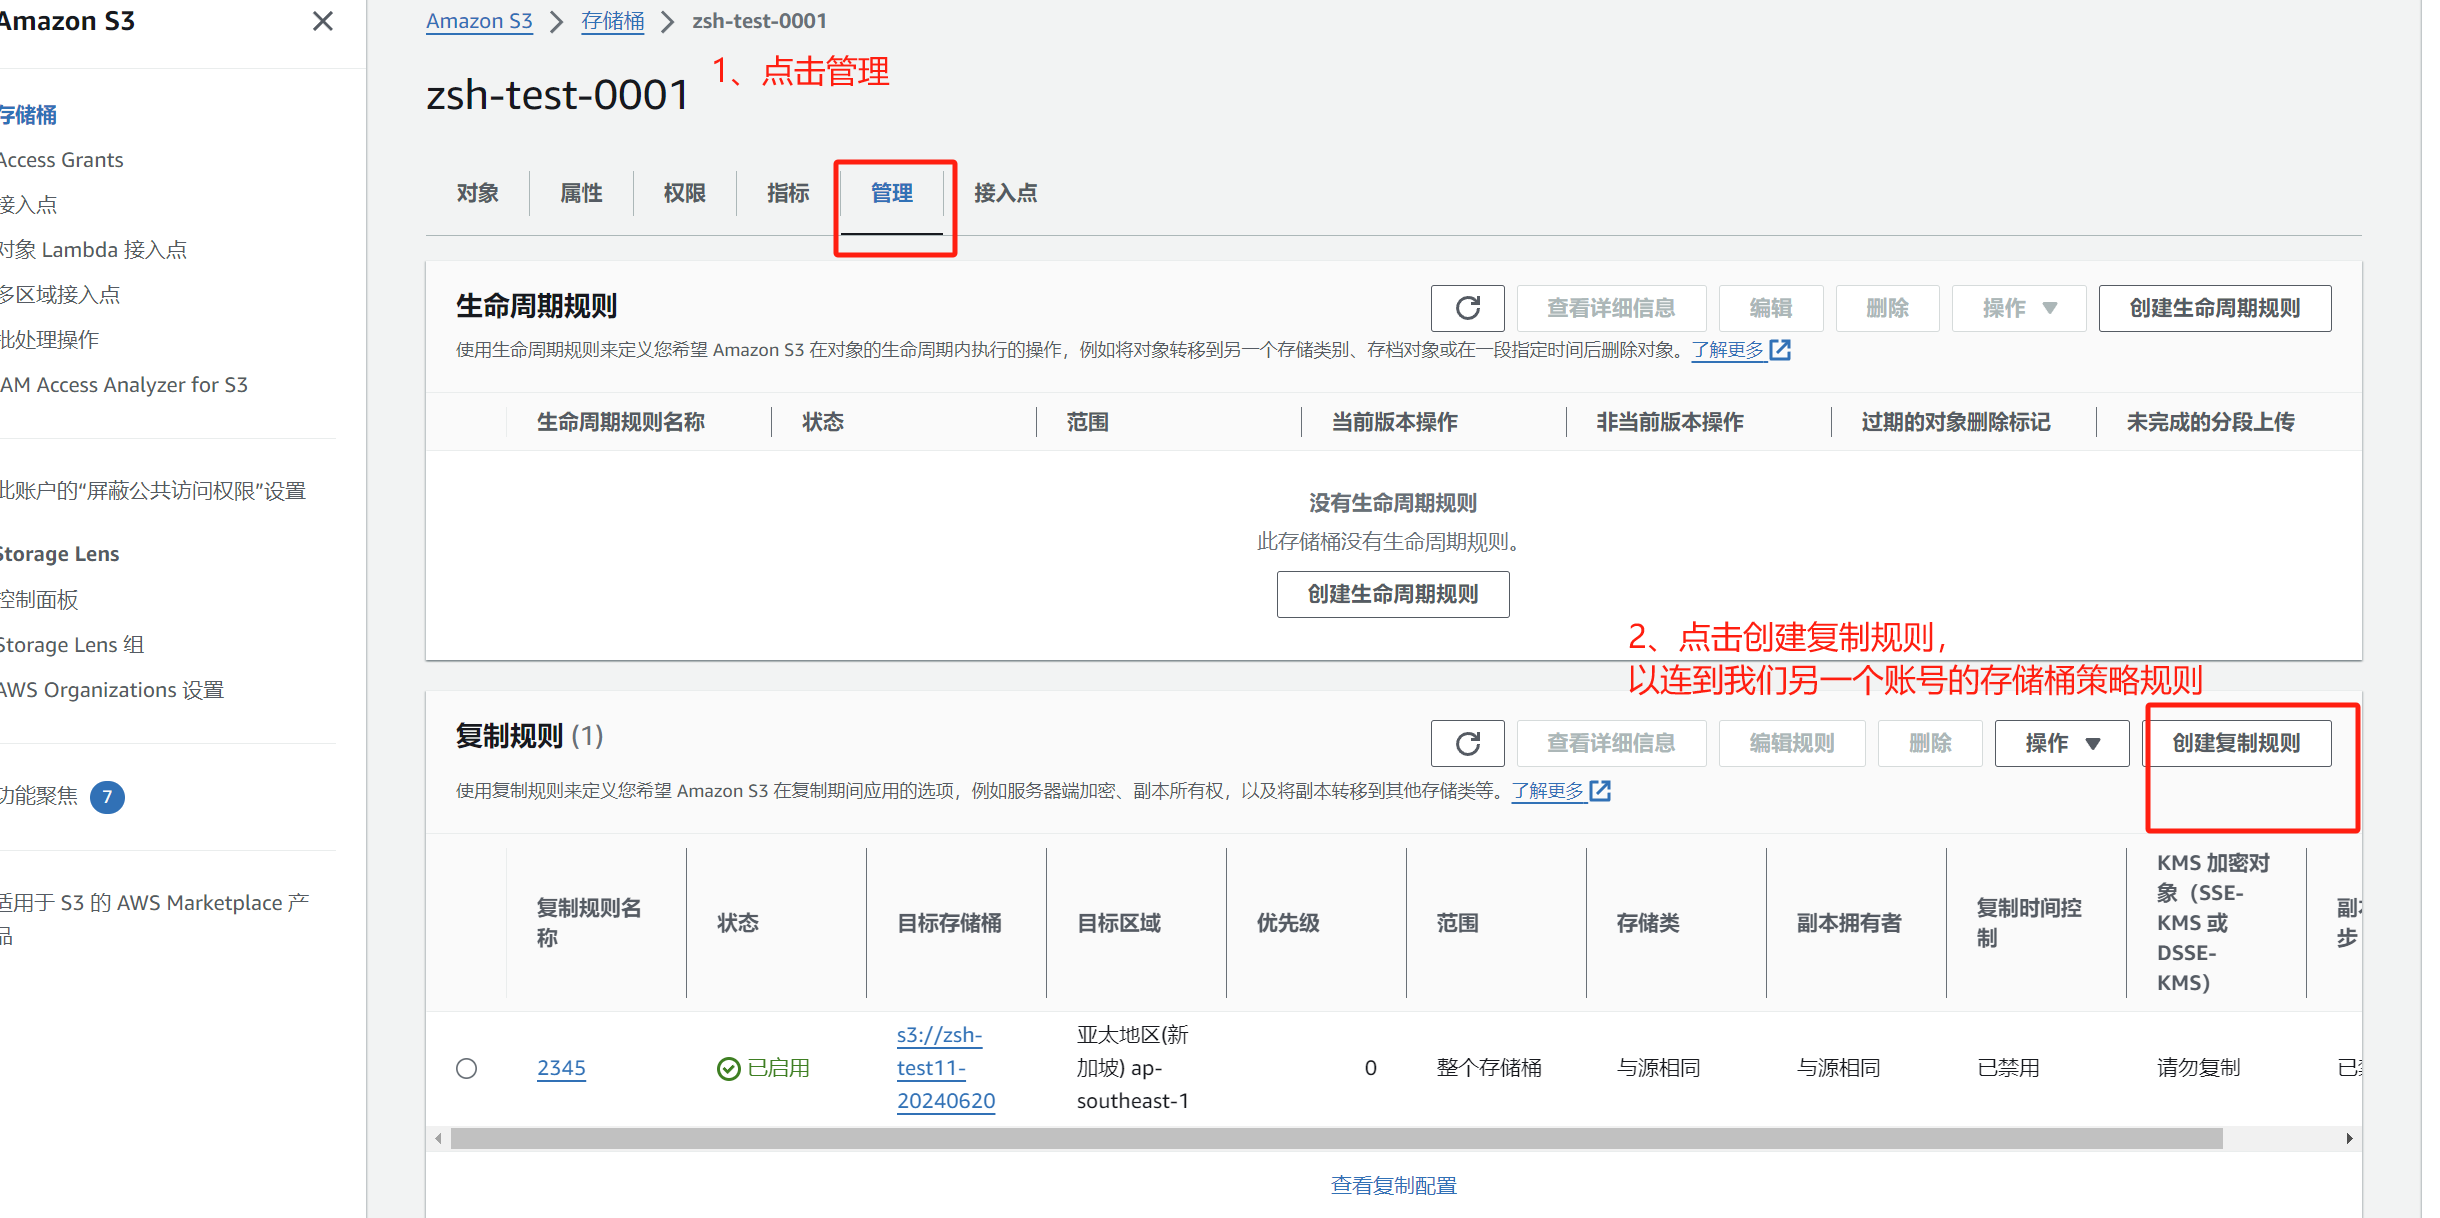 Amazon S3
存储桶
Access Grants
接入点
对象 Lambda 接入点
多区域接入点
批处理操作
IAM Access Analyzer for S3
此账户的“屏蔽公共访问权限”设置
Storage Lens
控制面板
Storage Lens 组
AWS Organizations 设置
功能聚焦 7
适用于 S3 的 AWS Marketplace 产
品
Amazon S3 存储桶 zsh-test-0001
1、点击管理
zsh-test-0001
对象 属性 权限 指标 管理 接入点
生命周期规则
查看详细信息 编辑 删除 操作 创建生命周期规则
使用生命周期规则来定义您希望 Amazon S3 在对象的生命周期内执行的操作，例如将对象转移到另一个存储类别、存档对象或在一段指定时间后删除对象。了解更多
生命周期规则名称 状态 范围 当前版本操作 非当前版本操作 过期的对象删除标记 未完成的分段上传
没有生命周期规则
此存储桶没有生命周期规则。
创建生命周期规则
2、点击创建复制规则，
以连到我们另一个账号的存储桶策略规则
复制规则 (1)
查看详细信息 编辑规则 删除 操作 创建复制规则
使用复制规则来定义您希望 Amazon S3 在复制期间应用的选项，例如服务器端加密、副本所有权，以及将副本转移到其他存储类等。了解更多
复制规则名
称
状态
目标存储桶
目标区域
优先级
范围
存储类
副本拥有者
复制时间控
制
KMS 加密对
象（SSE-
KMS 或
DSSE-
KMS）
步
2345
已启用
s3://zsh-
test11-
20240620
亚太地区(新
加坡) ap-
southeast-1
0
整个存储桶
与源相同
与源相同
已禁用
请勿复制
已
查看复制配置